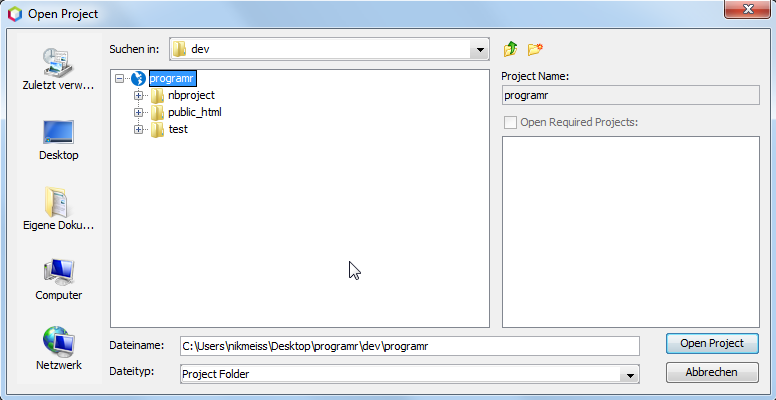 Open Project
Suchen in:
dev
Zuletzt verw...
Desktop
Eigene Doku...
Computer
Netzwerk
programr
nbproject
public_html
test
Project Name:
programr
Open Required Projects:
Dateiname:
C:\Users\nikmeiss\Desktop\programr\dev\programr
Open Project
Dateityp:
Project Folder
Abbrechen